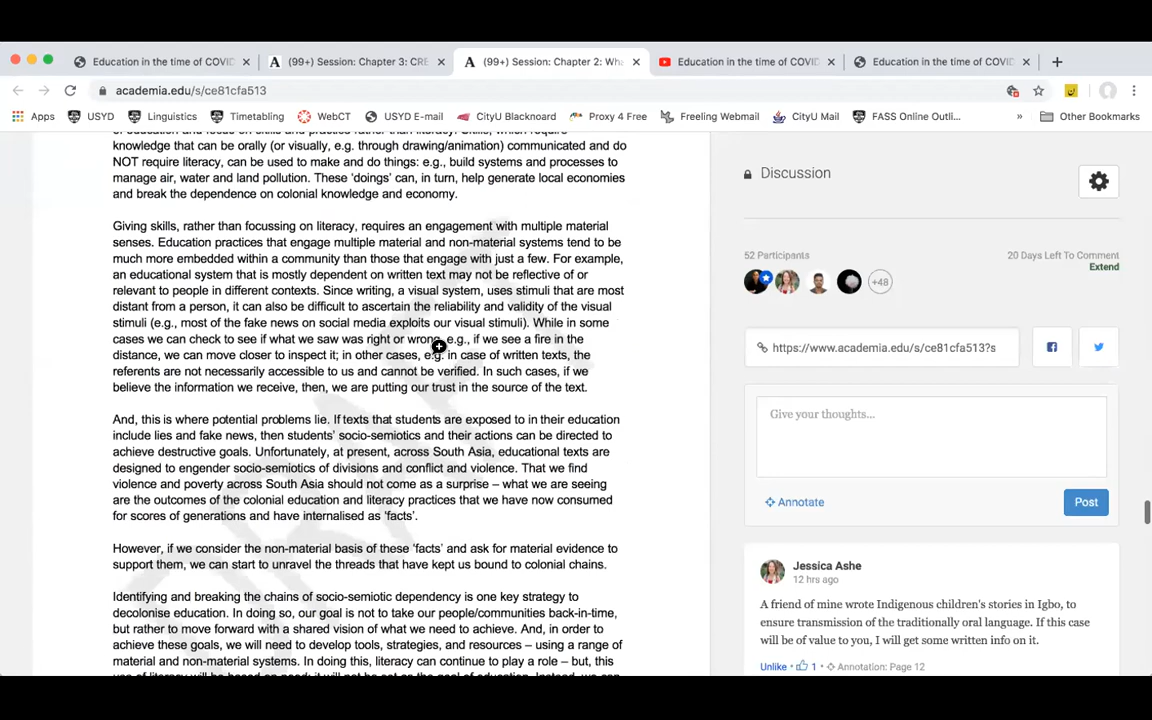 Education in the time of COVID
(99+) Session: Chapter 3: CRE
(99+) Session: Chapter 2: Wha
Education in the time of COVID
Education in the time of COVID
academia.edu/s/ce81cfa513
Apps USYD Linguistics Timetabling WebCT USYD E-mail CityU Blackboard Proxy 4 Free Freeling Webmail CityU Mail FASS Online Outli... » Other Bookmarks
of education and focus on skills and practice rather than literacy. Skills, which require
knowledge that can be orally (or visually, e.g. through drawing/animation) communicated and do
NOT require literacy, can be used to make and do things: e.g., build systems and processes to
manage air, water and land pollution. These 'doings' can, in turn, help generate local economies
and break the dependence on colonial knowledge and economy.
Giving skills, rather than focussing on literacy, requires an engagement with multiple material
senses. Education practices that engage multiple material and non-material systems tend to be
much more embedded within a community than those that engage with just a few. For example,
an educational system that is mostly dependent on written text may not be reflective of or
relevant to people in different contexts. Since writing, a visual system, uses stimuli that are most
distant from a person, it can also be difficult to ascertain the reliability and validity of the visual
stimuli (e.g., most of the fake news on social media exploits our visual stimuli). While in some
cases we can check to see if what we saw was right or wrong, e.g., if we see a fire in the
distance, we can move closer to inspect it; in other cases, e.g. in case of written texts, the
referents are not necessarily accessible to us and cannot be verified. In such cases, if we
believe the information we receive, then, we are putting our trust in the source of the text.
And, this is where potential problems lie. If texts that students are exposed to in their education
include lies and fake news, then students' socio-semiotics and their actions can be directed to
achieve destructive goals. Unfortunately, at present, across South Asia, educational texts are
designed to engender socio-semiotics of divisions and conflict and violence. That we find
violence and poverty across South Asia should not come as a surprise – what we are seeing
are the outcomes of the colonial education and literacy practices that we have now consumed
for scores of generations and have internalised as 'facts'.
However, if we consider the non-material basis of these 'facts' and ask for material evidence to
support them, we can start to unravel the threads that have kept us bound to colonial chains.
Identifying and breaking the chains of socio-semiotic dependency is one key strategy to
decolonise education. In doing so, our goal is not to take our people/communities back-in-time,
but rather to move forward with a shared vision of what we need to achieve. And, in order to
achieve these goals, we will need to develop tools, strategies, and resources – using a range of
material and non-material systems. In doing this, literacy can continue to play a role – but, this
Discussion
52 Participants
20 Days Left To Comment
Extend
+48
https://www.academia.edu/s/ce81cfa513?s
Give your thoughts...
Annotate
Post
Jessica Ashe
12 hrs ago
A friend of mine wrote Indigenous children's stories in Igbo, to
ensure transmission of the traditionally oral language. If this case
will be of value to you, I will get some written info on it.
Unlike • 1 • Annotation: Page 12